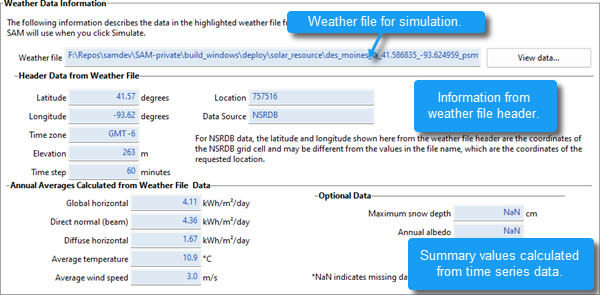 Weather Data Information
The following information describes the data in the highlighted weather file
SAM will use when you click Simulate.
Weather file for simulation.
Weather file F:\Repos\samdev\SAM-private\build_windows\deploy\solar_resource\des_moines_ 41.586835_-93.624959_psm View data...
Header Data from Weather File
Latitude 41.57 degrees Location 757516
Longitude -93.62 degrees Data Source NSRDB
Time zone GMT -6
Elevation 263 m
Time step 60 minutes
For NSRDB data, the latitude and longitude shown here from the weather file header are the coordinates of
the NSRDB grid cell and may be different from the values in the file name, which are the coordinates of the
requested location.
Information from
weather file header.
Annual Averages Calculated from Weather File Data
Global horizontal 4.11 kWh/m²/day
Direct normal (beam) 4.36 kWh/m²/day
Diffuse horizontal 1.67 kWh/m²/day
Average temperature 10.9 °C
Average wind speed 3.0 m/s
Optional Data
Maximum snow depth NaN cm
Annual albedo NaN
*NaN indicates missing
Summary values calculated
from time series data.